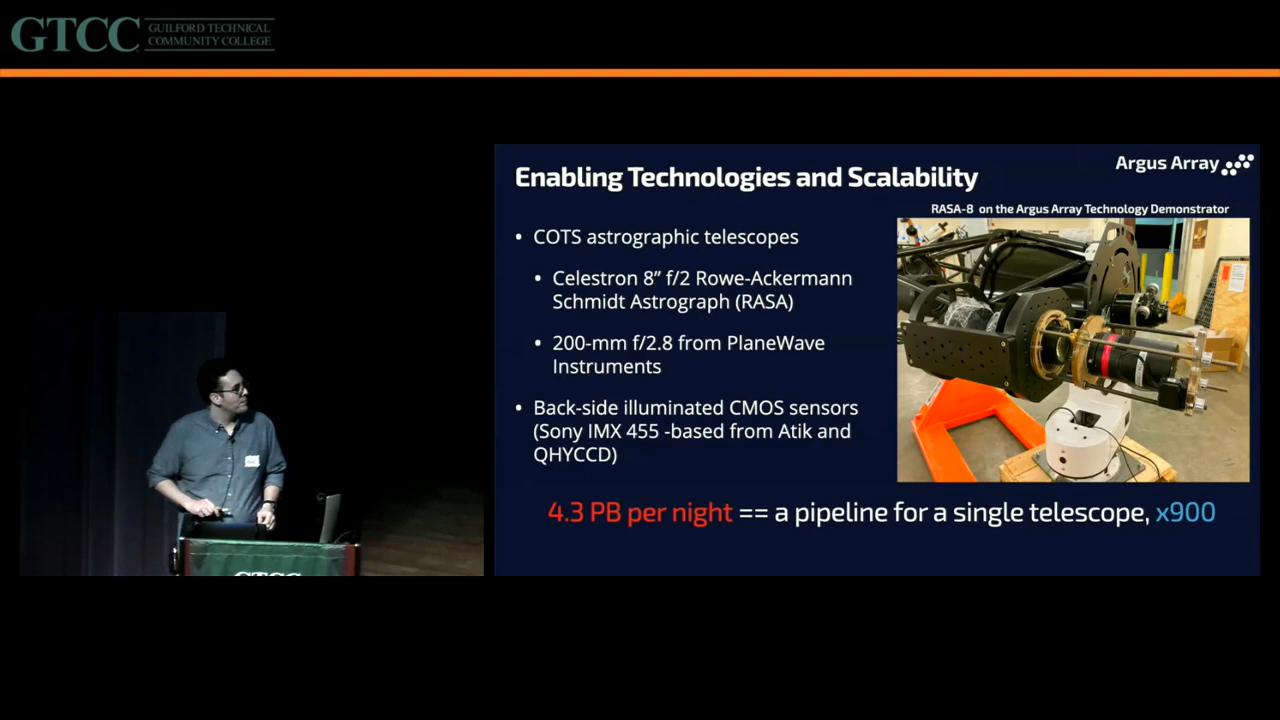 GTCC
GUILFORD TECHNICAL
COMMUNITY COLLEGE
Enabling Technologies and Scalability
Argus Array
RASA-8 on the Argus Array Technology Demonstrator
• COTS astrographic telescopes
• Celestron 8” f/2 Rowe-Ackermann
Schmidt Astrograph (RASA)
• 200-mm f/2.8 from PlaneWave
Instruments
• Back-side illuminated CMOS sensors
(Sony IMX 455 -based from Atik and
QHYCCD)
4.3 PB per night == a pipeline for a single telescope, x900
GTCC